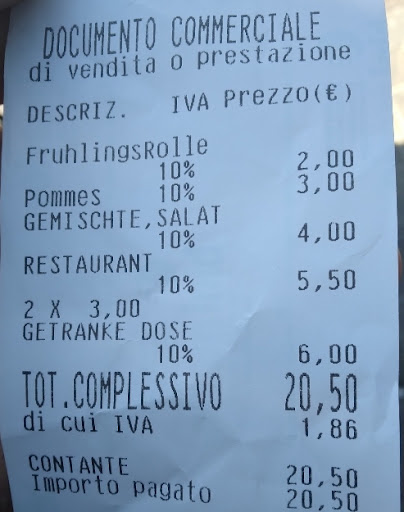 DOCUMENTO COMMERCIALE
di vendita o prestazione
DESCRIZ. IVA Prezzo(€)
FruhlingsRolle
10% 2,00
Pommes 10% 3,00
GEMISCHTE,SALAT
10% 4,00
RESTAURANT
10% 5,50
2 X 3,00
GETRANKE DOSE
10% 6,00
TOT.COMPLESSIVO 20,50
di cui IVA 1,86
CONTANTE 20,50
Importo pagato 20,50